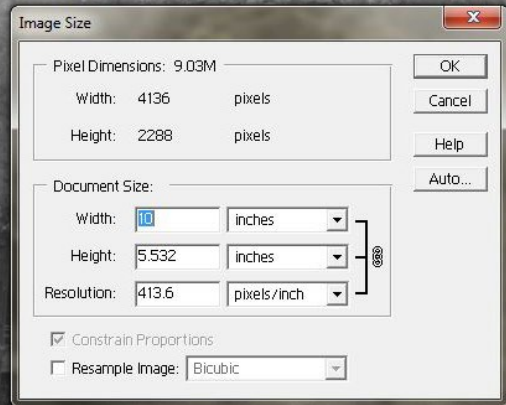 Image Size
Pixel Dimensions: 9.03M
Width: 4136 pixels
Height: 2288 pixels
Document Size:
Width: 10 inches
Height: 5.532 inches
Resolution: 413.6 pixels/inch
Constrain Proportions
Resample Image: Bicubic
OK
Cancel
Help
Auto...